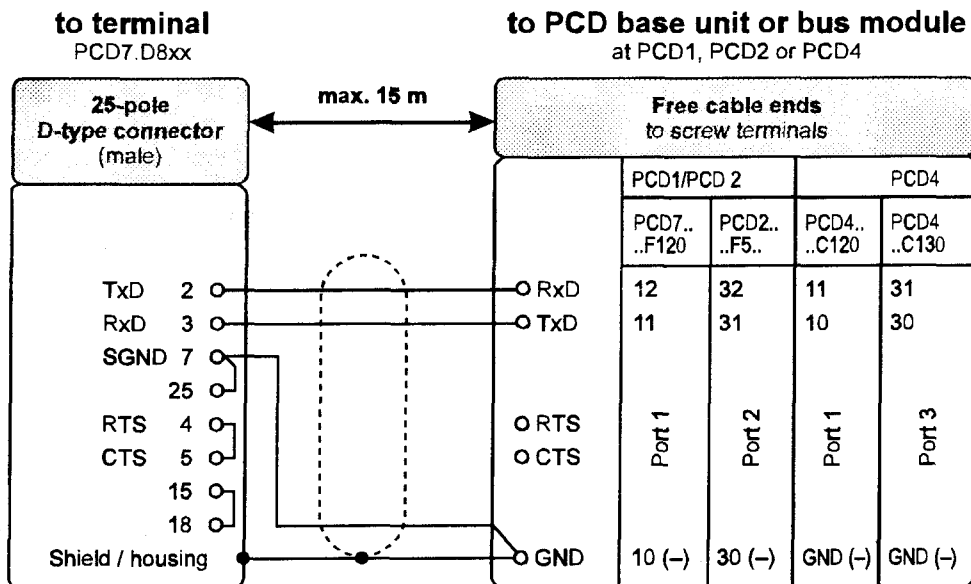 to terminal
PCD7.D8xx
to PCD base unit or bus module
at PCD1, PCD2 or PCD4
25-pole
D-type connector
(male)
max. 15 m
Free cable ends
to screw terminals
PCD1/PCD 2
PCD4
PCD7..
..F120
PCD2..
..F5..
PCD4..
..C120
PCD4
..C130
TxD 2
RxD
12
32
11
31
RxD 3
TxD
11
31
10
30
SGND 7
25
RTS 4
RTS
CTS 5
CTS
Port 1
Port 2
Port 1
Port 3
15
18
Shield / housing
GND
10 (–)
30 (–)
GND (–)
GND (–)